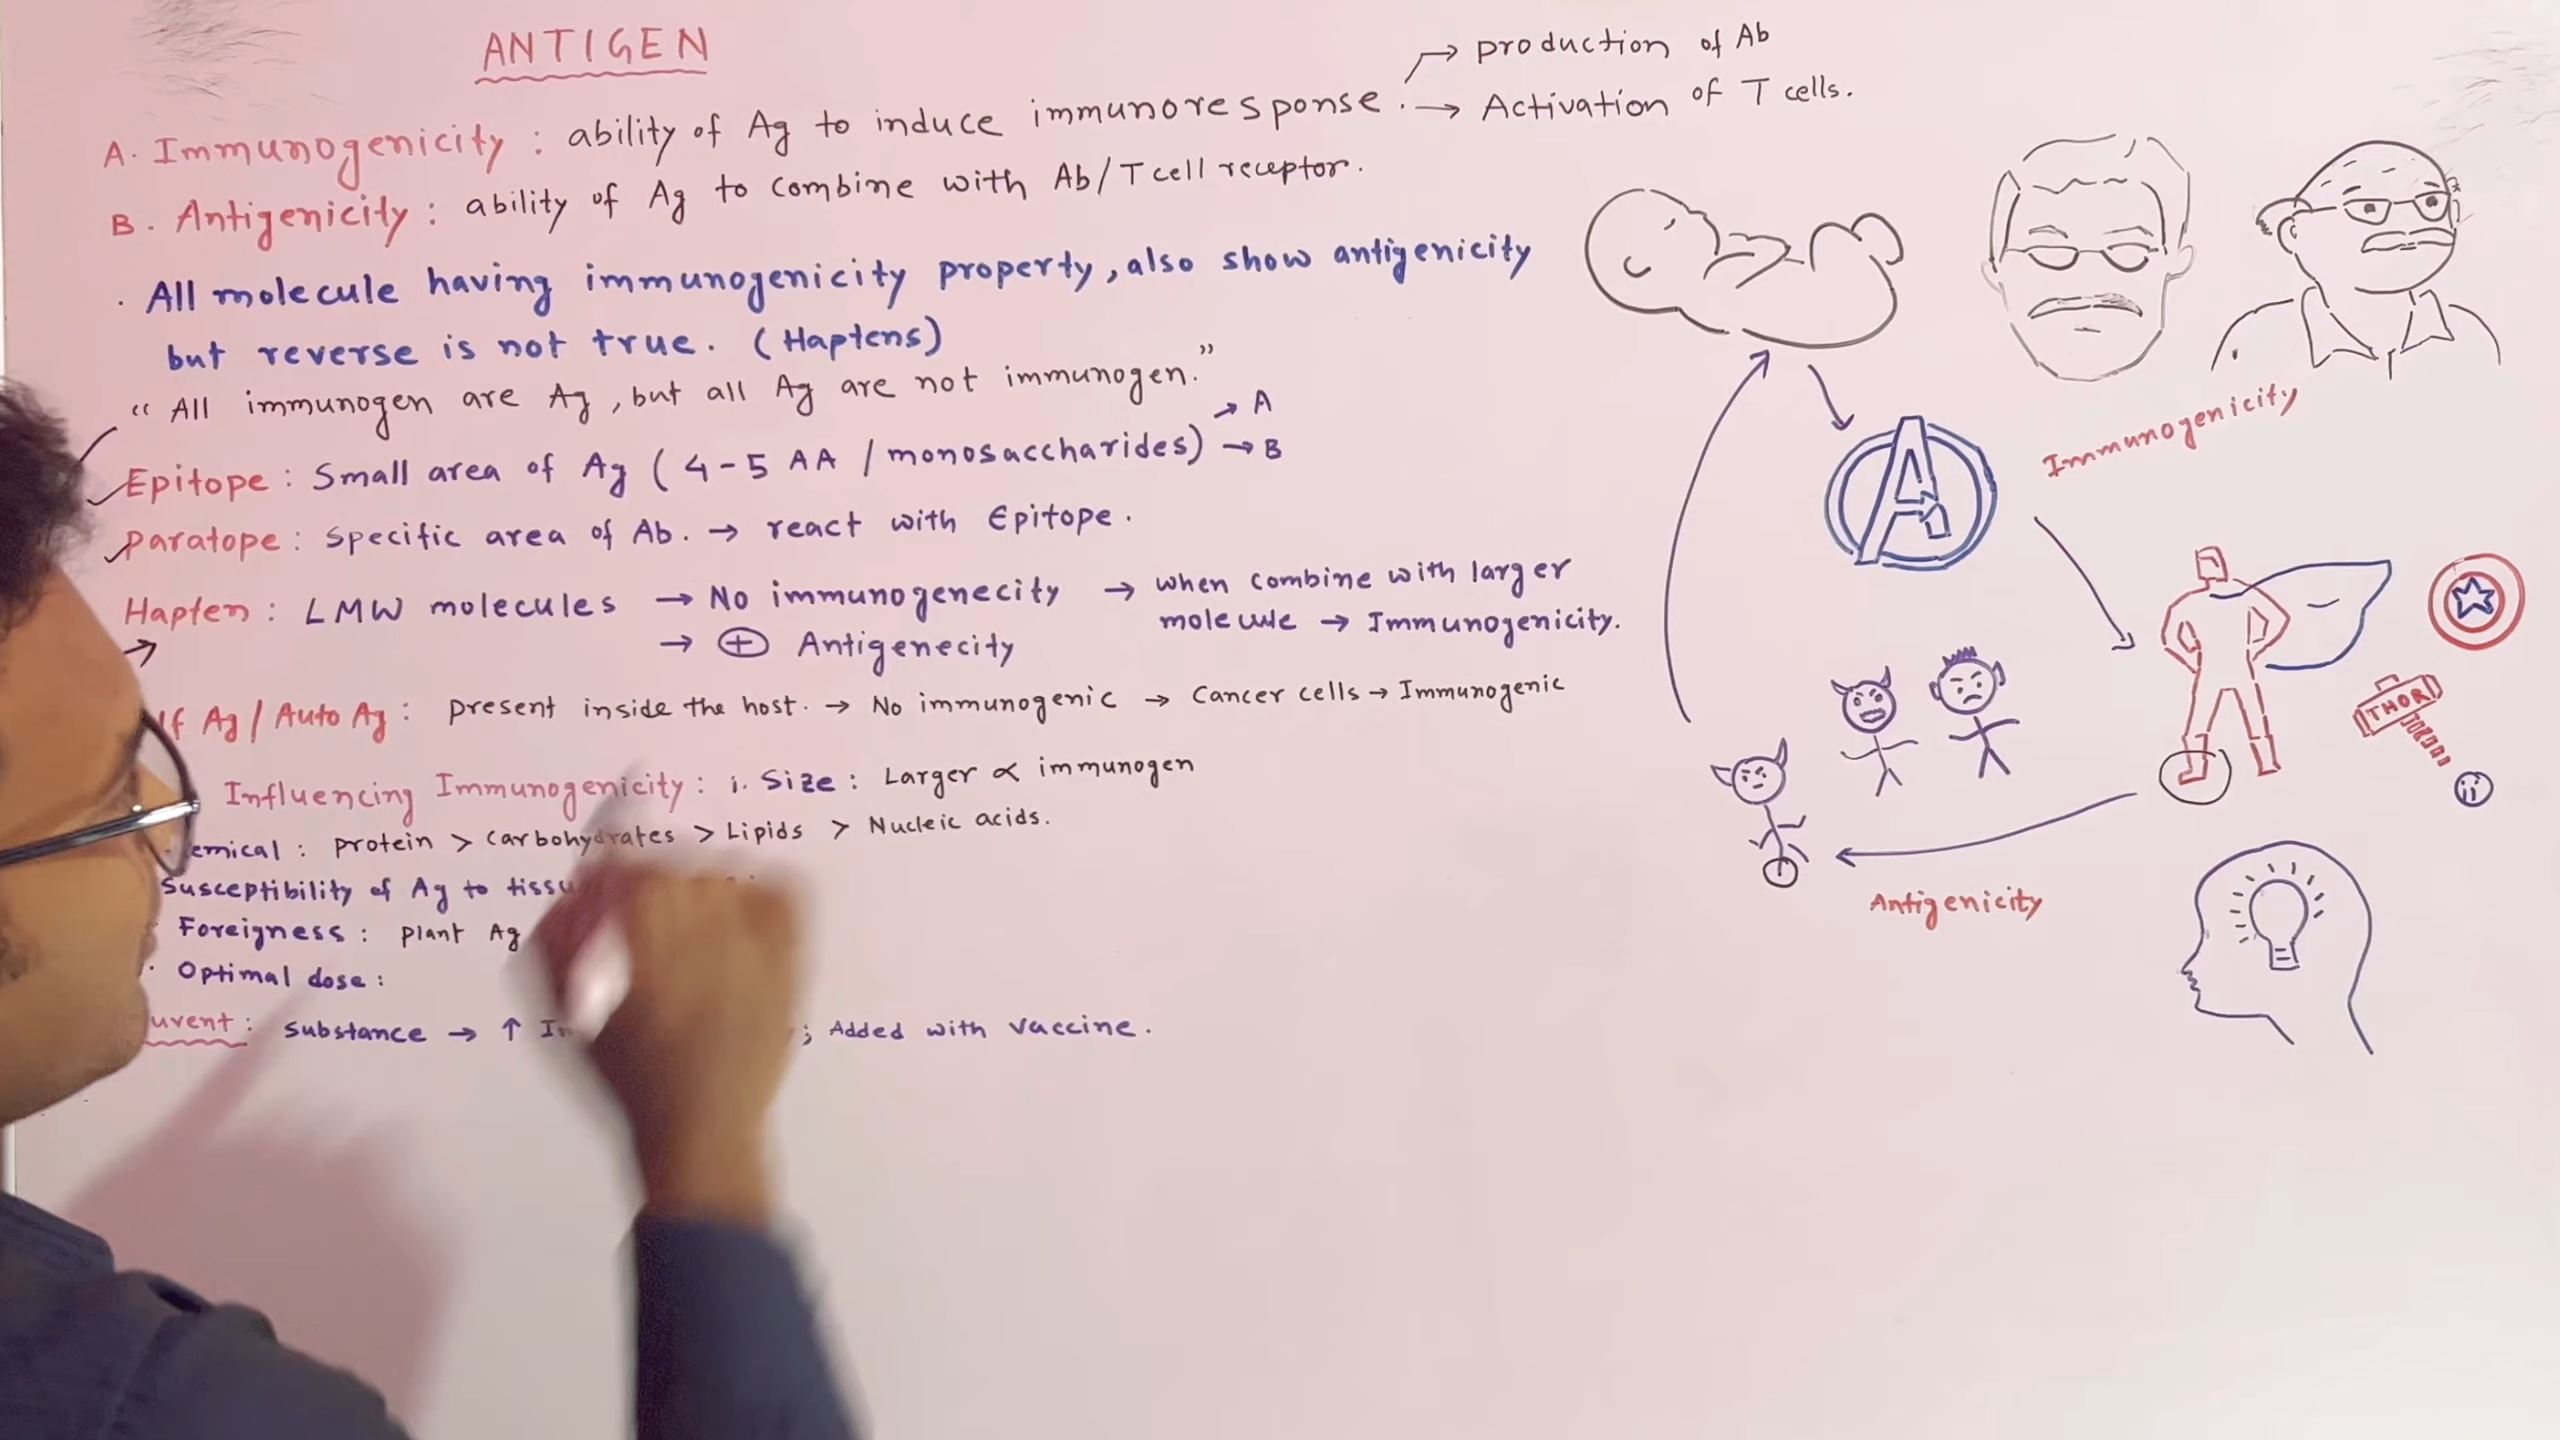 ANTIGEN
→ production of Ab
A. Immunogenicity : ability of Ag to induce immunoresponse . → Activation of T cells.
B. Antigenicity : ability of Ag to combine with Ab/T cell receptor.
. All molecule having immunogenicity property, also show antigenicity
but reverse is not true. (Haptens)
“ All immunogen are Ag, but all Ag are not immunogen.”
→ A
Epitope : Small area of Ag ( 4-5 AA / monosaccharides) → B
Paratope : Specific area of Ab. → react with Epitope.
Hapten : LMW molecules → No immunogenecity → when combine with larger
molecule → Immunogenicity.
→ ⊕ Antigenecity
f Ag / Auto Ag : present inside the host. → No immunogenic → Cancer cells → Immunogenic
Influencing Immunogenicity : i. Size : Larger ∝ immunogen
emical : protein > carbohydrates > Lipids > Nucleic acids.
Susceptibility of Ag to tissu
Foreigness : plant Ag
Optimal dose :
uvent : Substance → ↑ I ; Added with vaccine.
Immunogenicity
THOR
Antigenicity